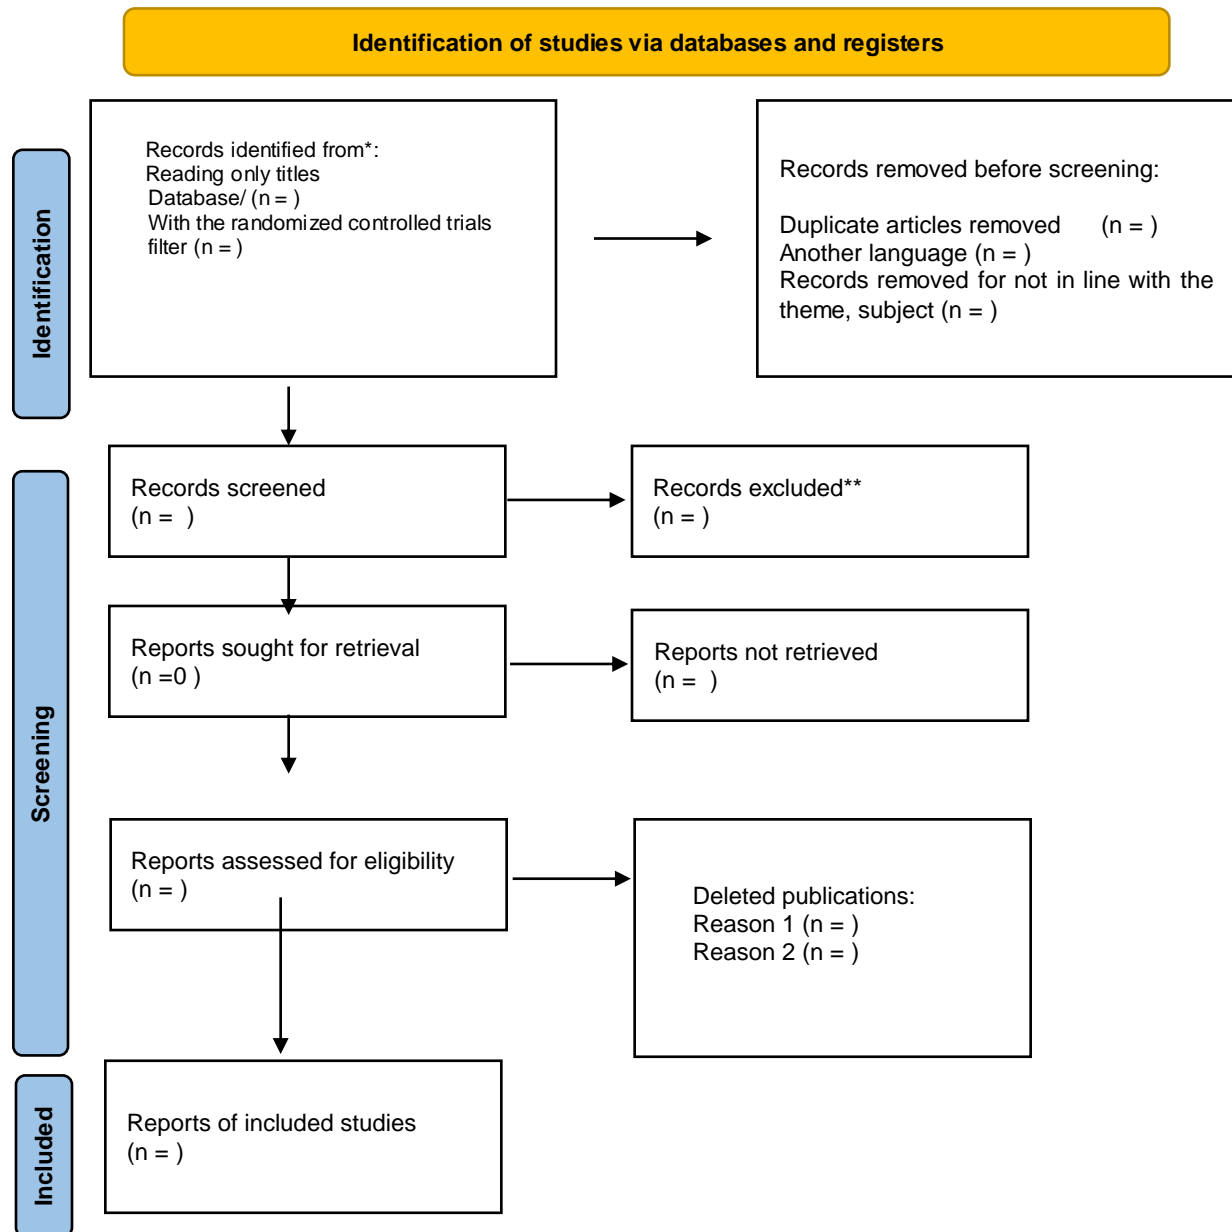 Identification of studies via databases and registers
Identification
Records identified from*:
Reading only titles
Database/ (n = )
With the randomized controlled trials
filter (n = )
Records removed before screening:
Duplicate articles removed (n = )
Another language (n = )
Records removed for not in line with the
theme, subject (n = )
Screening
Records screened
(n = )
Records excluded**
(n = )
Reports sought for retrieval
(n =0 )
Reports not retrieved
(n = )
Reports assessed for eligibility
(n = )
Deleted publications:
Reason 1 (n = )
Reason 2 (n = )
Included
Reports of included studies
(n = )